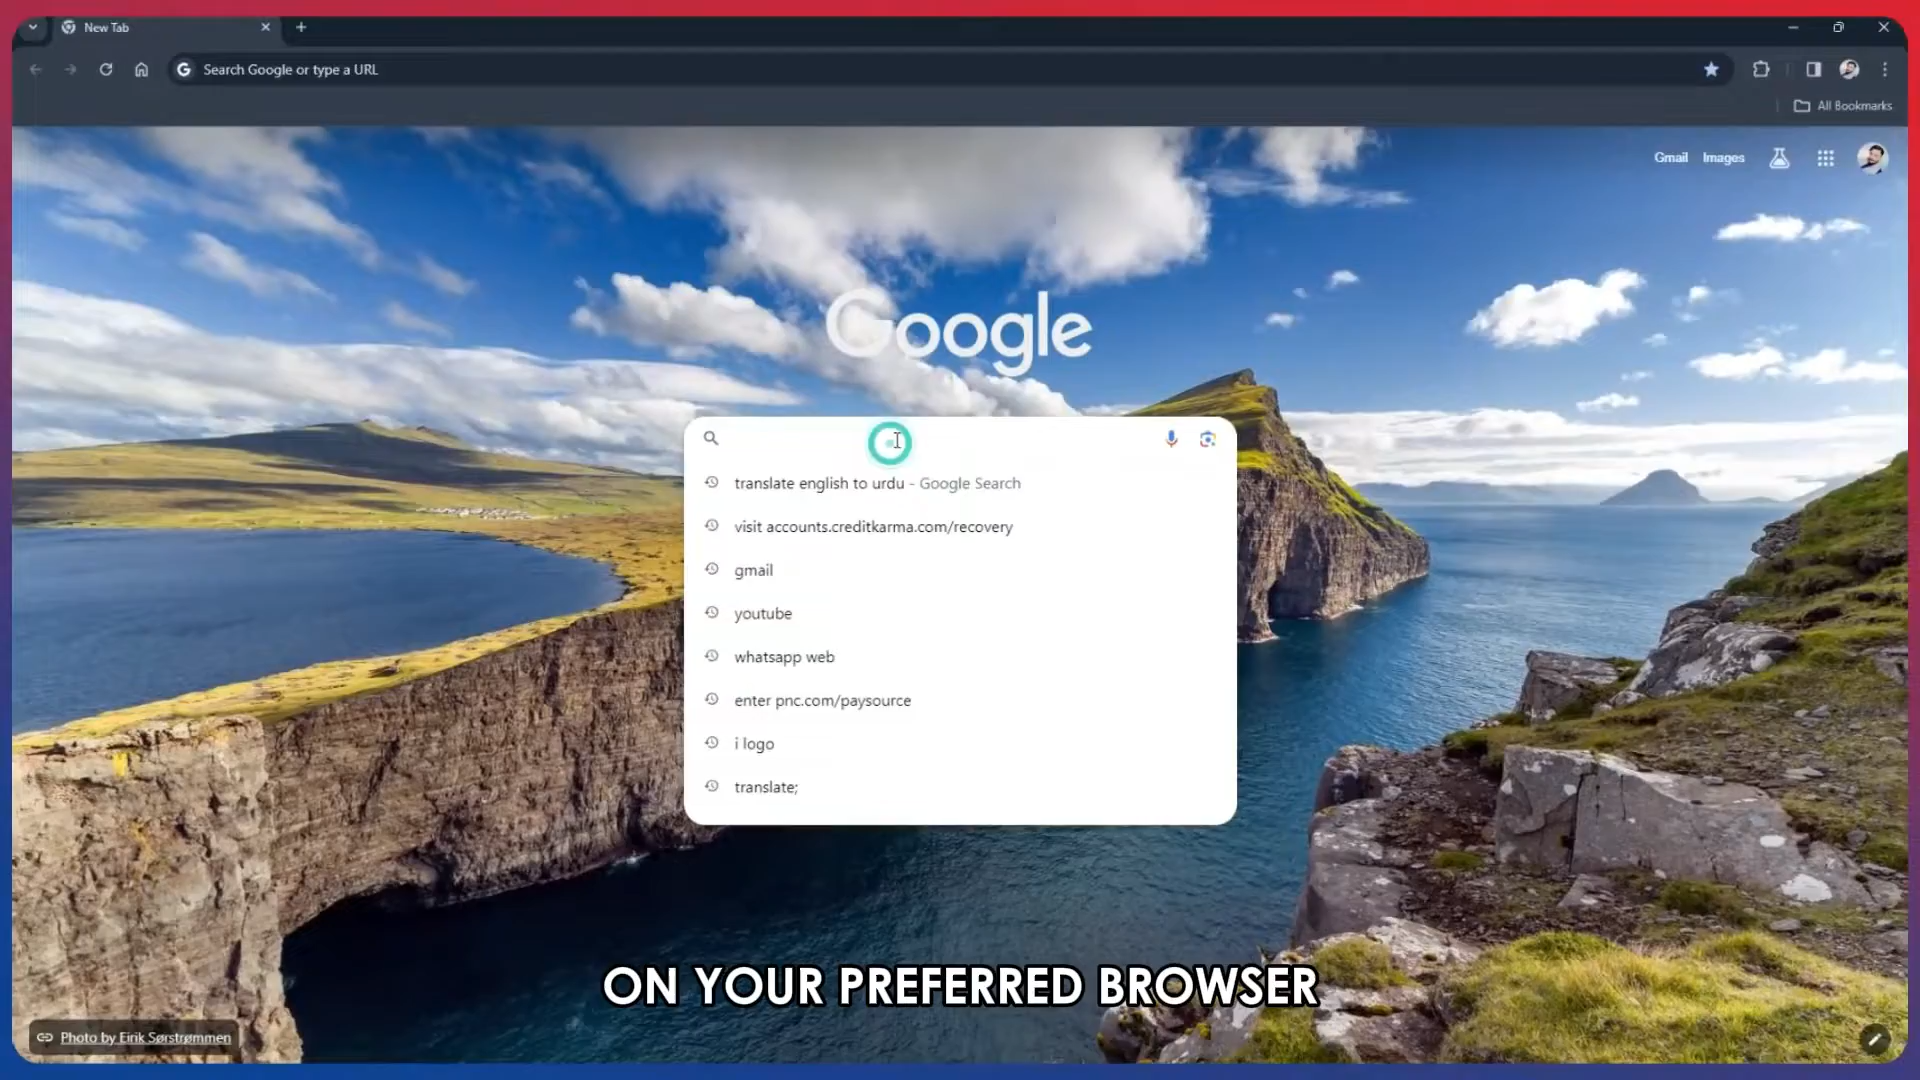 New Tab
Search Google or type a URL
All Bookmarks
Gmail Images
Google
translate english to urdu - Google Search
visit accounts.creditkarma.com/recovery
gmail
youtube
whatsapp web
enter pnc.com/paysource
i logo
translate;
ON YOUR PREFERRED BROWSER
Photo by Eirik Sørstrømmen